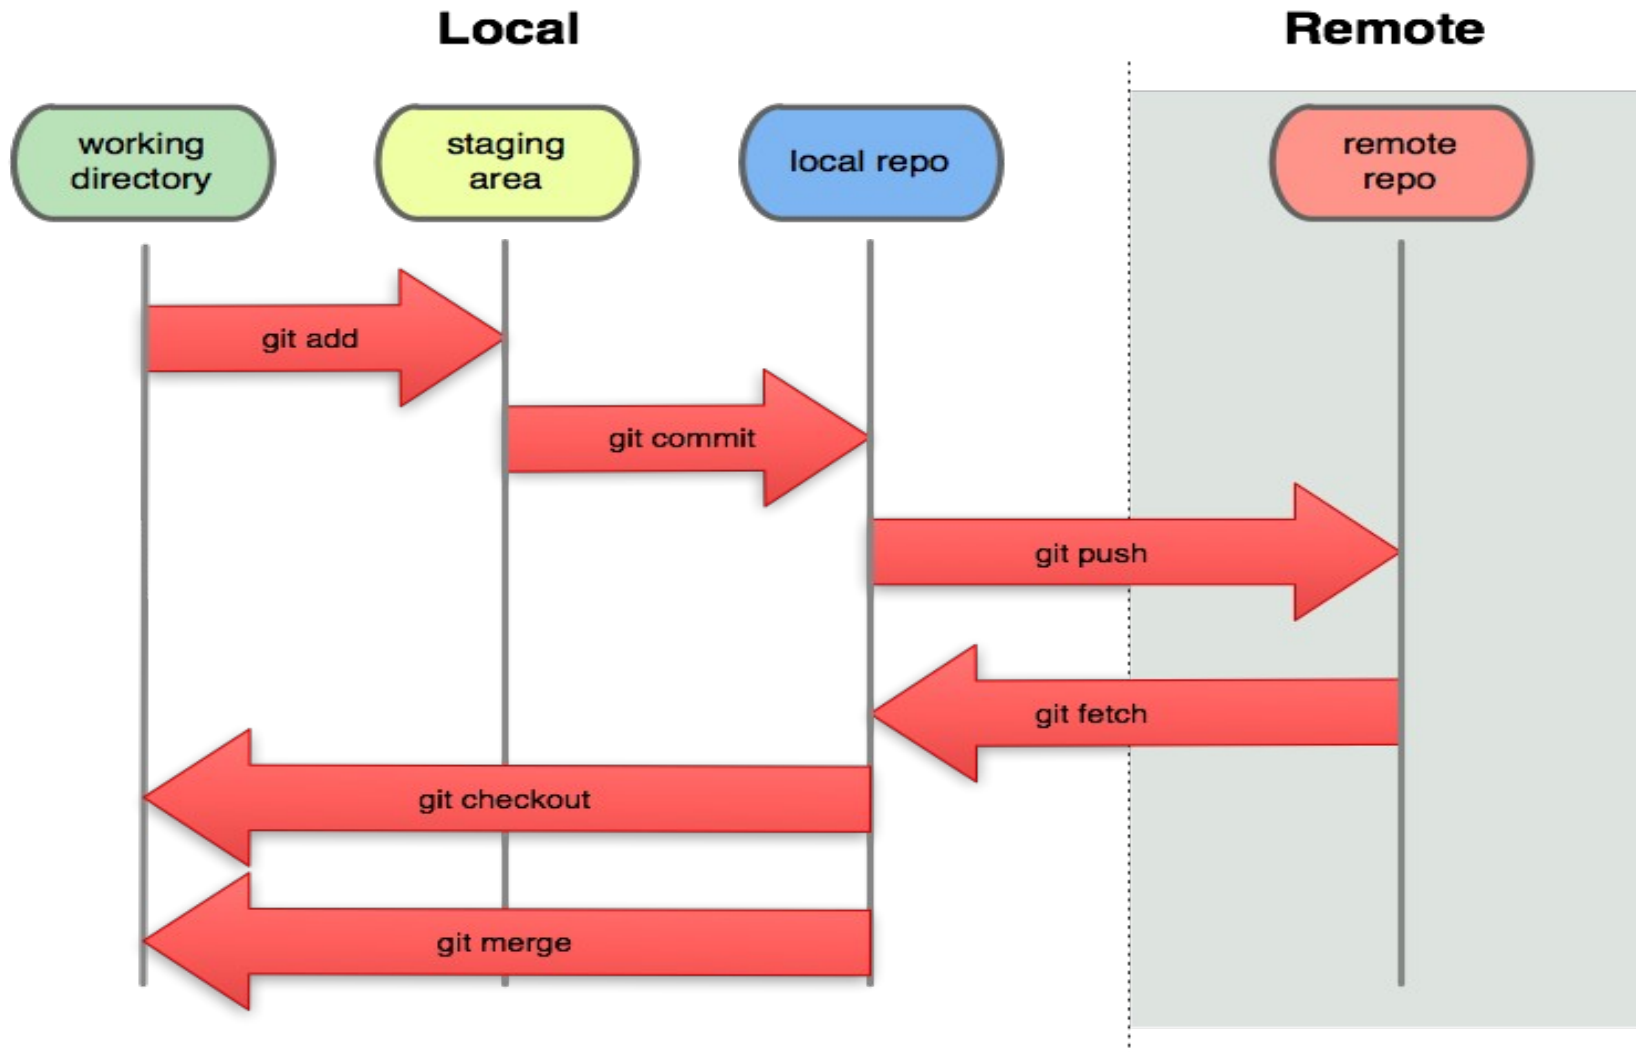 Local
Remote
working
directory
staging
area
local repo
remote
repo
git add
git commit
git push
git fetch
git checkout
git merge